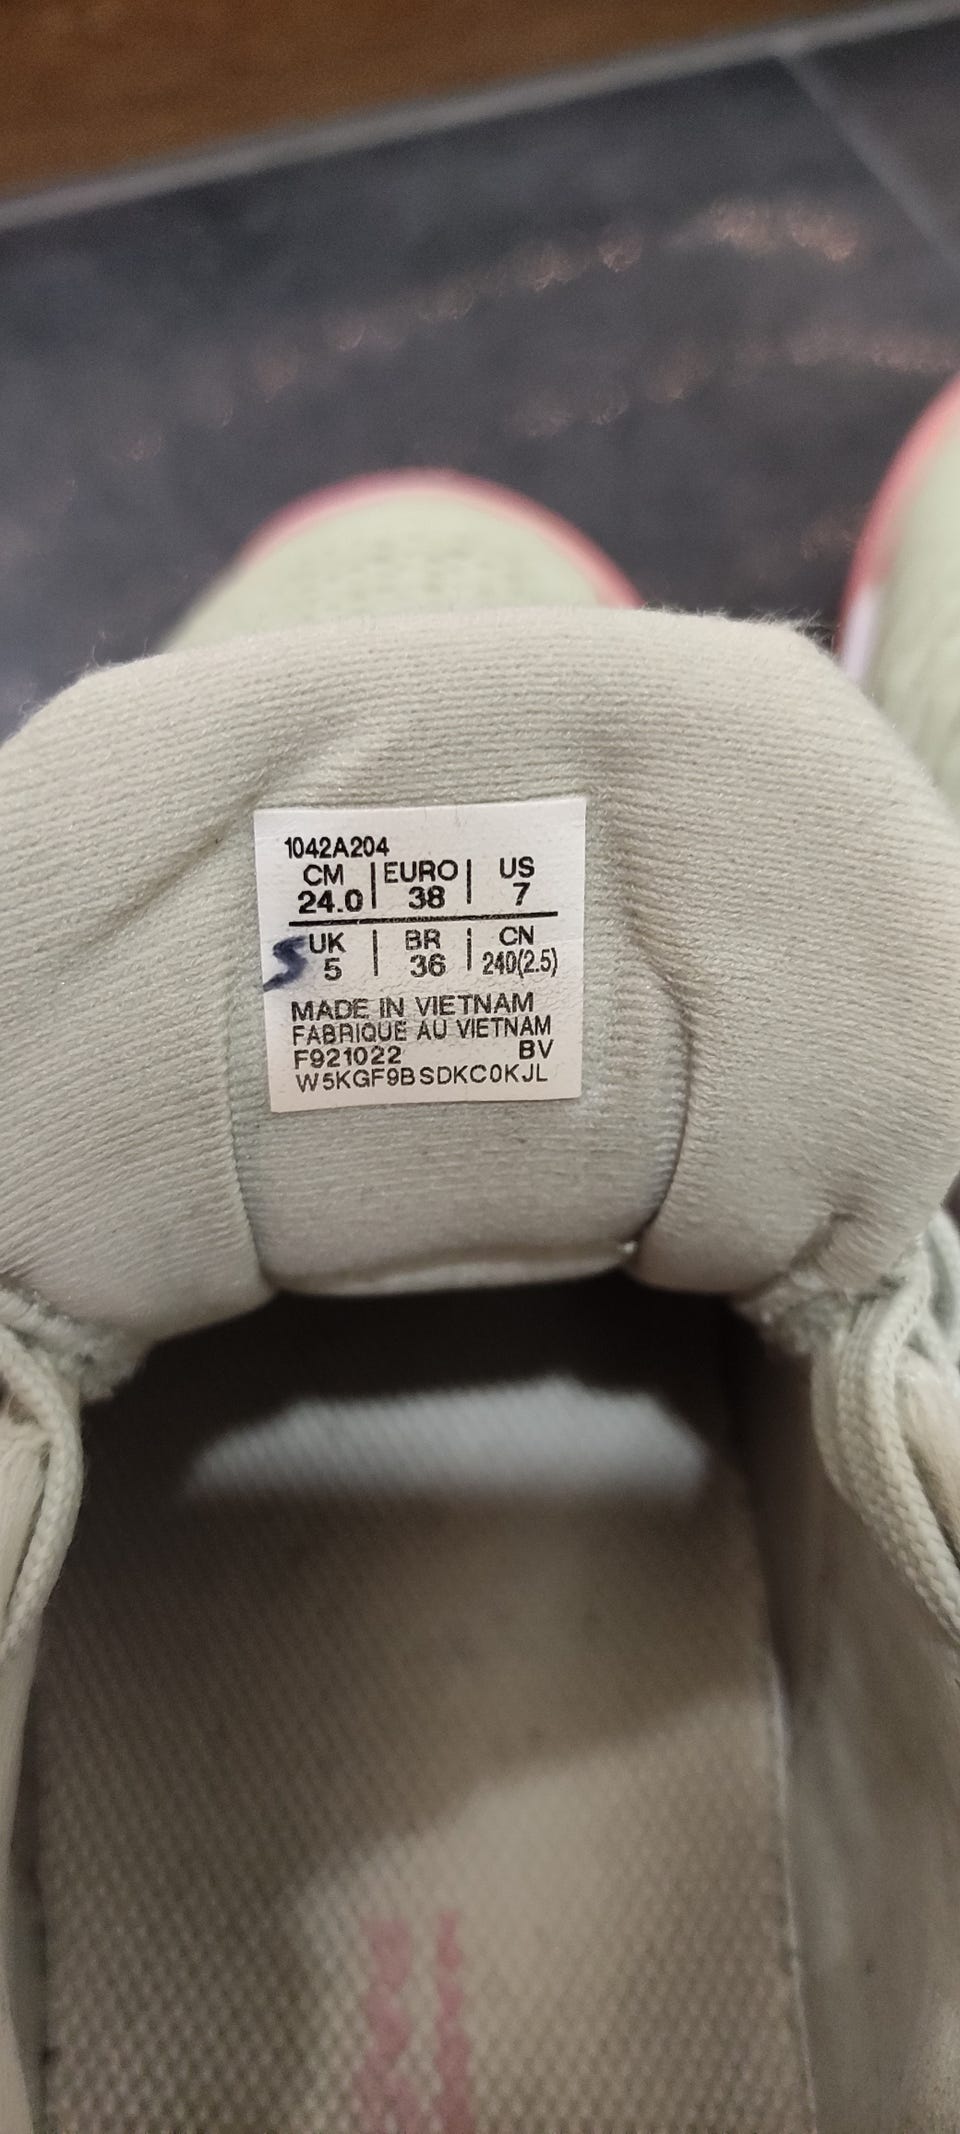 1042A204
CM | EURO | US
24.0 | 38 | 7
UK | BR | CN
5 | 36 | 240(2.5)
MADE IN VIETNAM
FABRIQUE AU VIETNAM
F921022 BV
W5KGF9BSDKC0KJL